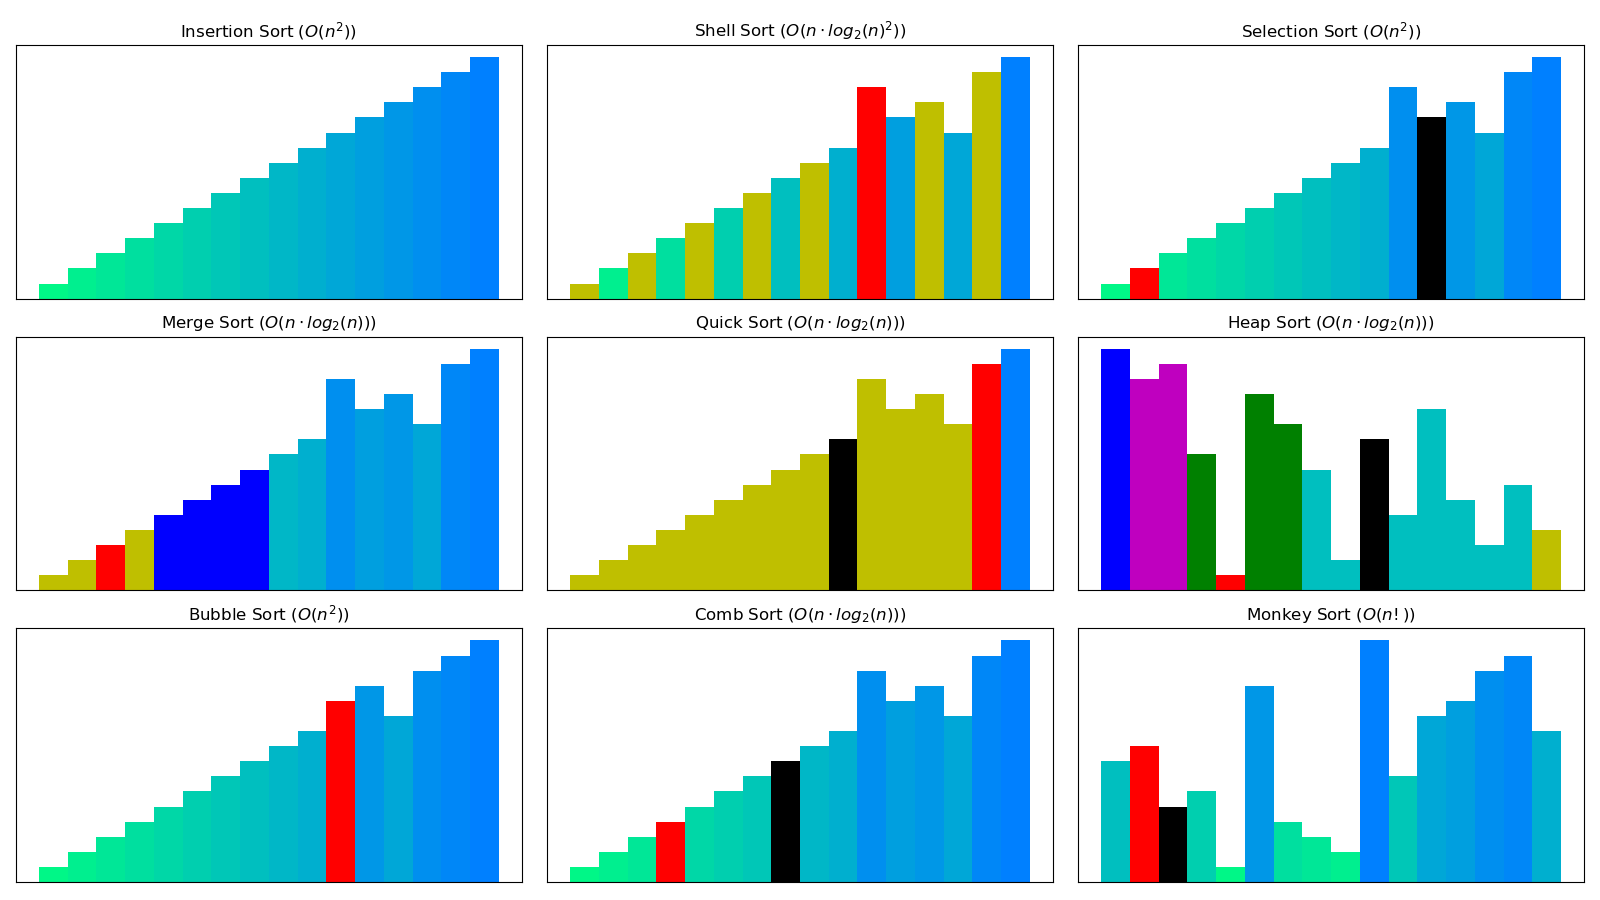 Insertion Sort (O(n²))
Shell Sort (O(n · log₂(n)²))
Selection Sort (O(n²))
Merge Sort (O(n · log₂(n)))
Quick Sort (O(n · log₂(n)))
Heap Sort (O(n · log₂(n)))
Bubble Sort (O(n²))
Comb Sort (O(n · log₂(n)))
Monkey Sort (O(n! ))